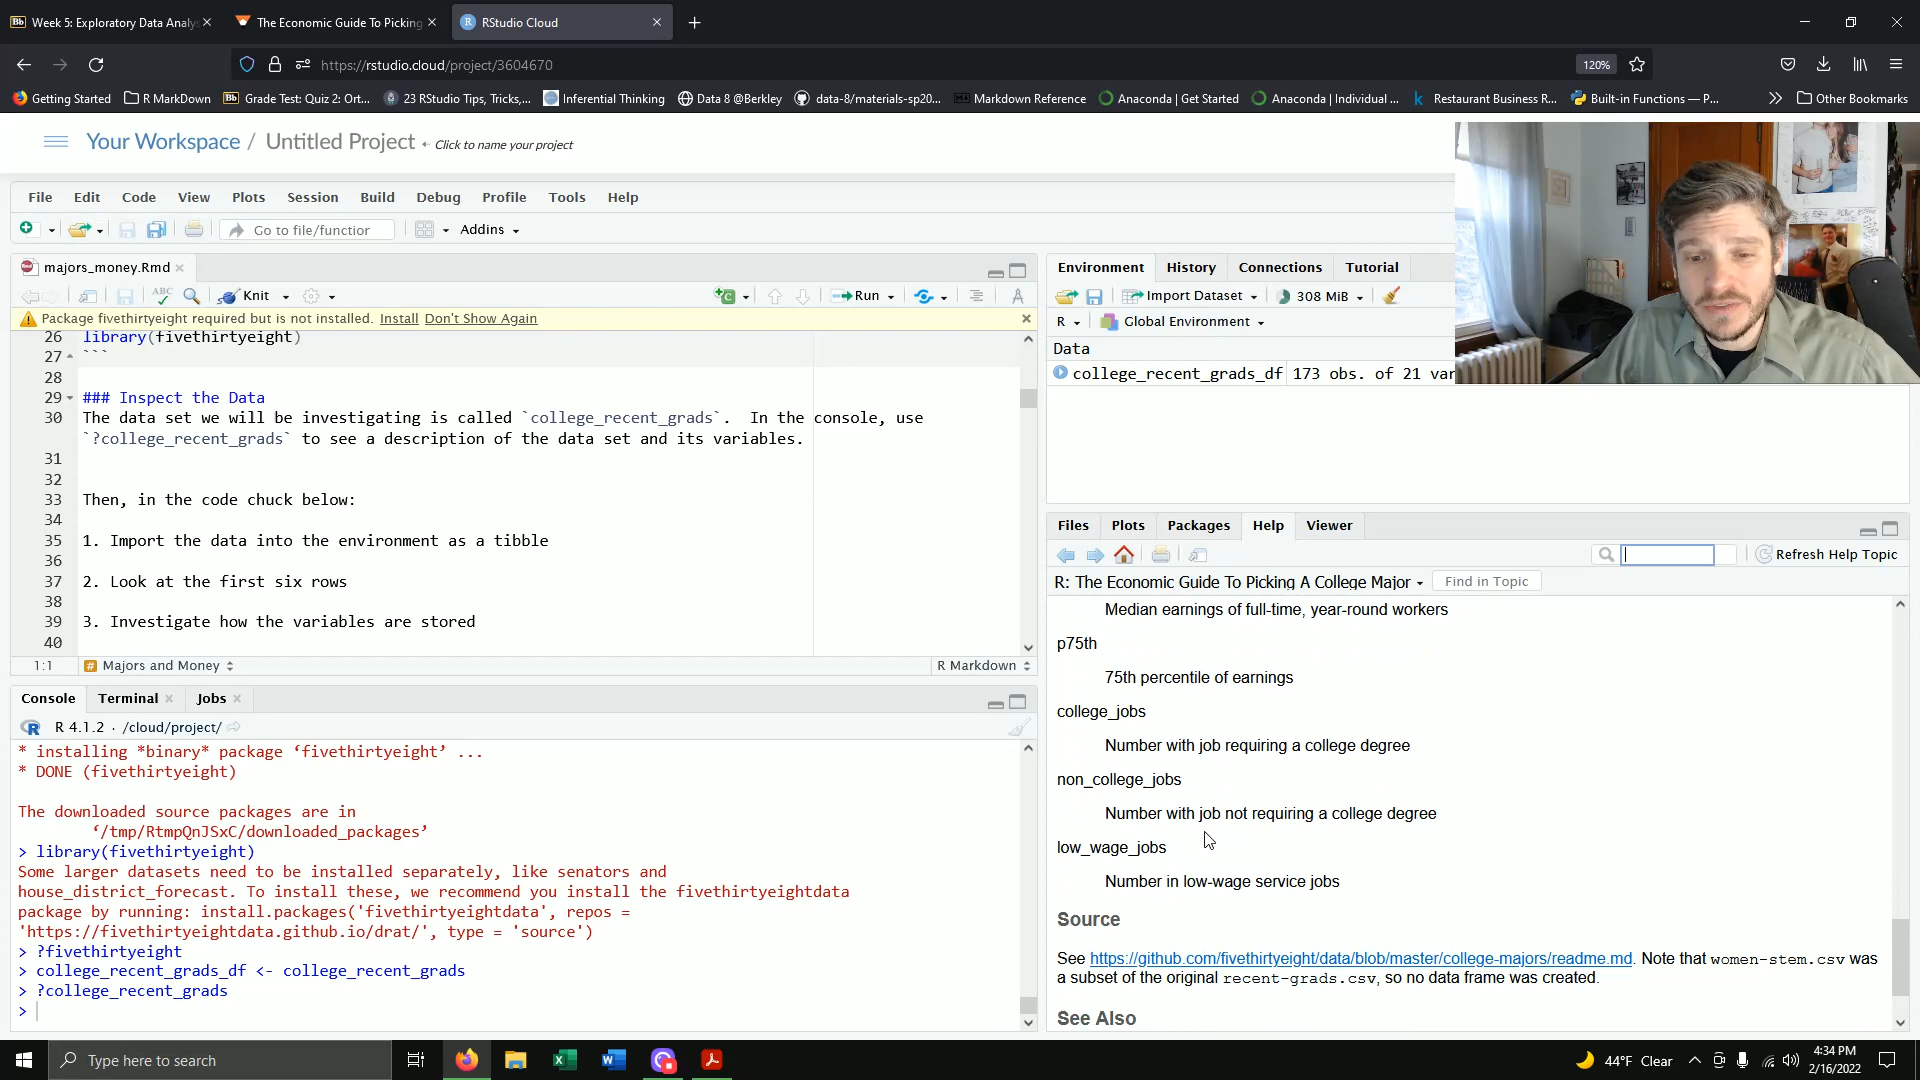 Week 5: Exploratory Data Analys
The Economic Guide To Picking
RStudio Cloud
https://rstudio.cloud/project/3604670
120%
Getting Started
R MarkDown
Grade Test: Quiz 2: Ort...
23 RStudio Tips, Tricks,...
Inferential Thinking
Data 8 @Berkley
data-8/materials-sp20...
Markdown Reference
Anaconda | Get Started
Anaconda | Individual ...
Restaurant Business R...
Built-in Functions — P...
Other Bookmarks
Your Workspace / Untitled Project
Click to name your project
File Edit Code View Plots Session Build Debug Profile Tools Help
Go to file/function
Addins
majors_money.Rmd
ABC
Knit
Run
Package fivethirtyeight required but is not installed. Install Don't Show Again
26 library(fivethirtyeight)
27 ```
28
29 ### Inspect the Data
30 The data set we will be investigating is called `college_recent_grads`. In the console, use
`?college_recent_grads` to see a description of the data set and its variables.
31
32
33 Then, in the code chuck below:
34
35 1. Import the data into the environment as a tibble
36
37 2. Look at the first six rows
38
39 3. Investigate how the variables are stored
40
1:1 Majors and Money R Markdown
Console Terminal Jobs
R 4.1.2 · /cloud/project/
* installing *binary* package ‘fivethirtyeight’ ...
* DONE (fivethirtyeight)
The downloaded source packages are in
‘/tmp/RtmpQnJSxC/downloaded_packages’
> library(fivethirtyeight)
Some larger datasets need to be installed separately, like senators and
house_district_forecast. To install these, we recommend you install the fivethirtyeightdata
package by running: install.packages('fivethirtyeightdata', repos =
'https://fivethirtyeightdata.github.io/drat/', type = 'source')
> ?fivethirtyeight
> college_recent_grads_df <- college_recent_grads
> ?college_recent_grads
>
Environment History Connections Tutorial
Import Dataset
308 MiB
R
Global Environment
Data
college_recent_grads_df 173 obs. of 21 var
Files Plots Packages Help Viewer
Refresh Help Topic
R: The Economic Guide To Picking A College Major
Find in Topic
Median earnings of full-time, year-round workers
p75th
75th percentile of earnings
college_jobs
Number with job requiring a college degree
non_college_jobs
Number with job not requiring a college degree
low_wage_jobs
Number in low-wage service jobs
Source
See https://github.com/fivethirtyeight/data/blob/master/college-majors/readme.md. Note that women-stem.csv was
a subset of the original recent-grads.csv, so no data frame was created.
See Also
Type here to search
44°F Clear
4:34 PM
2/16/2022